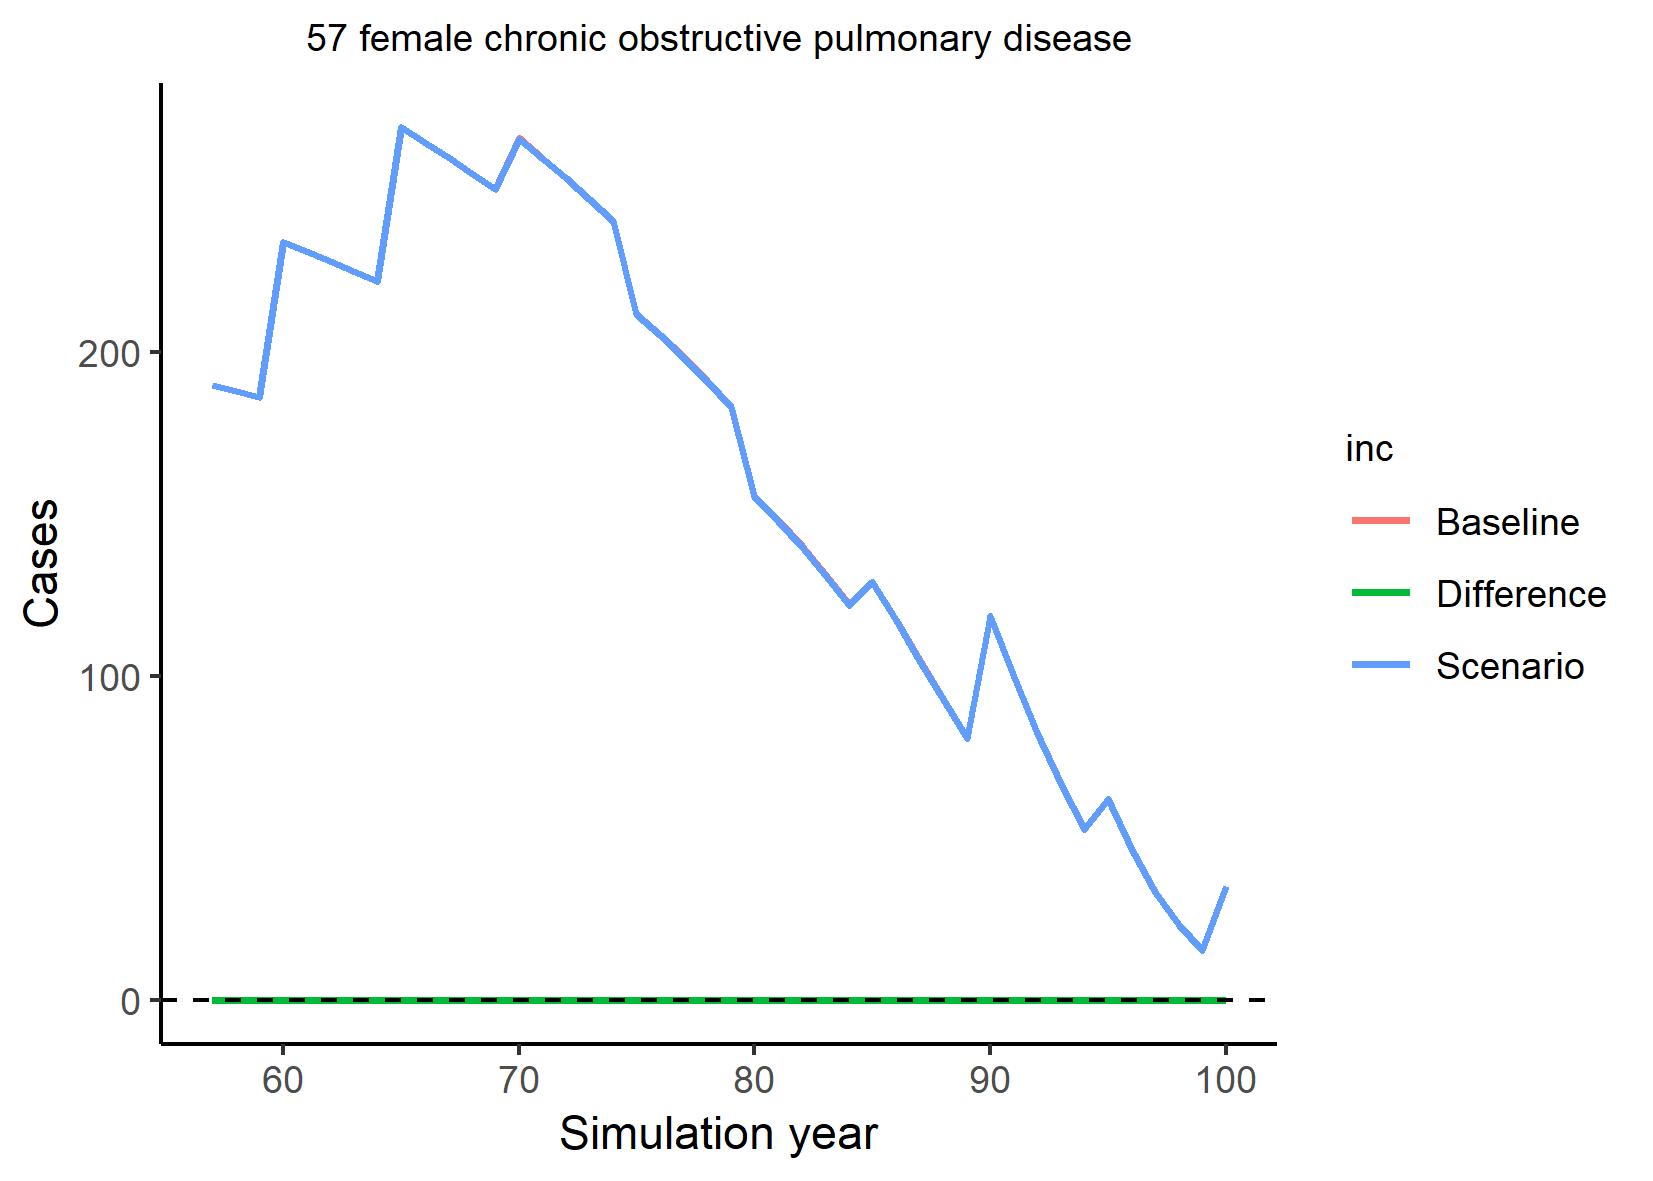 57 female chronic obstructive pulmonary disease
Cases
200
100
0
60 70 80 90 100
Simulation year
inc
Baseline
Difference
Scenario